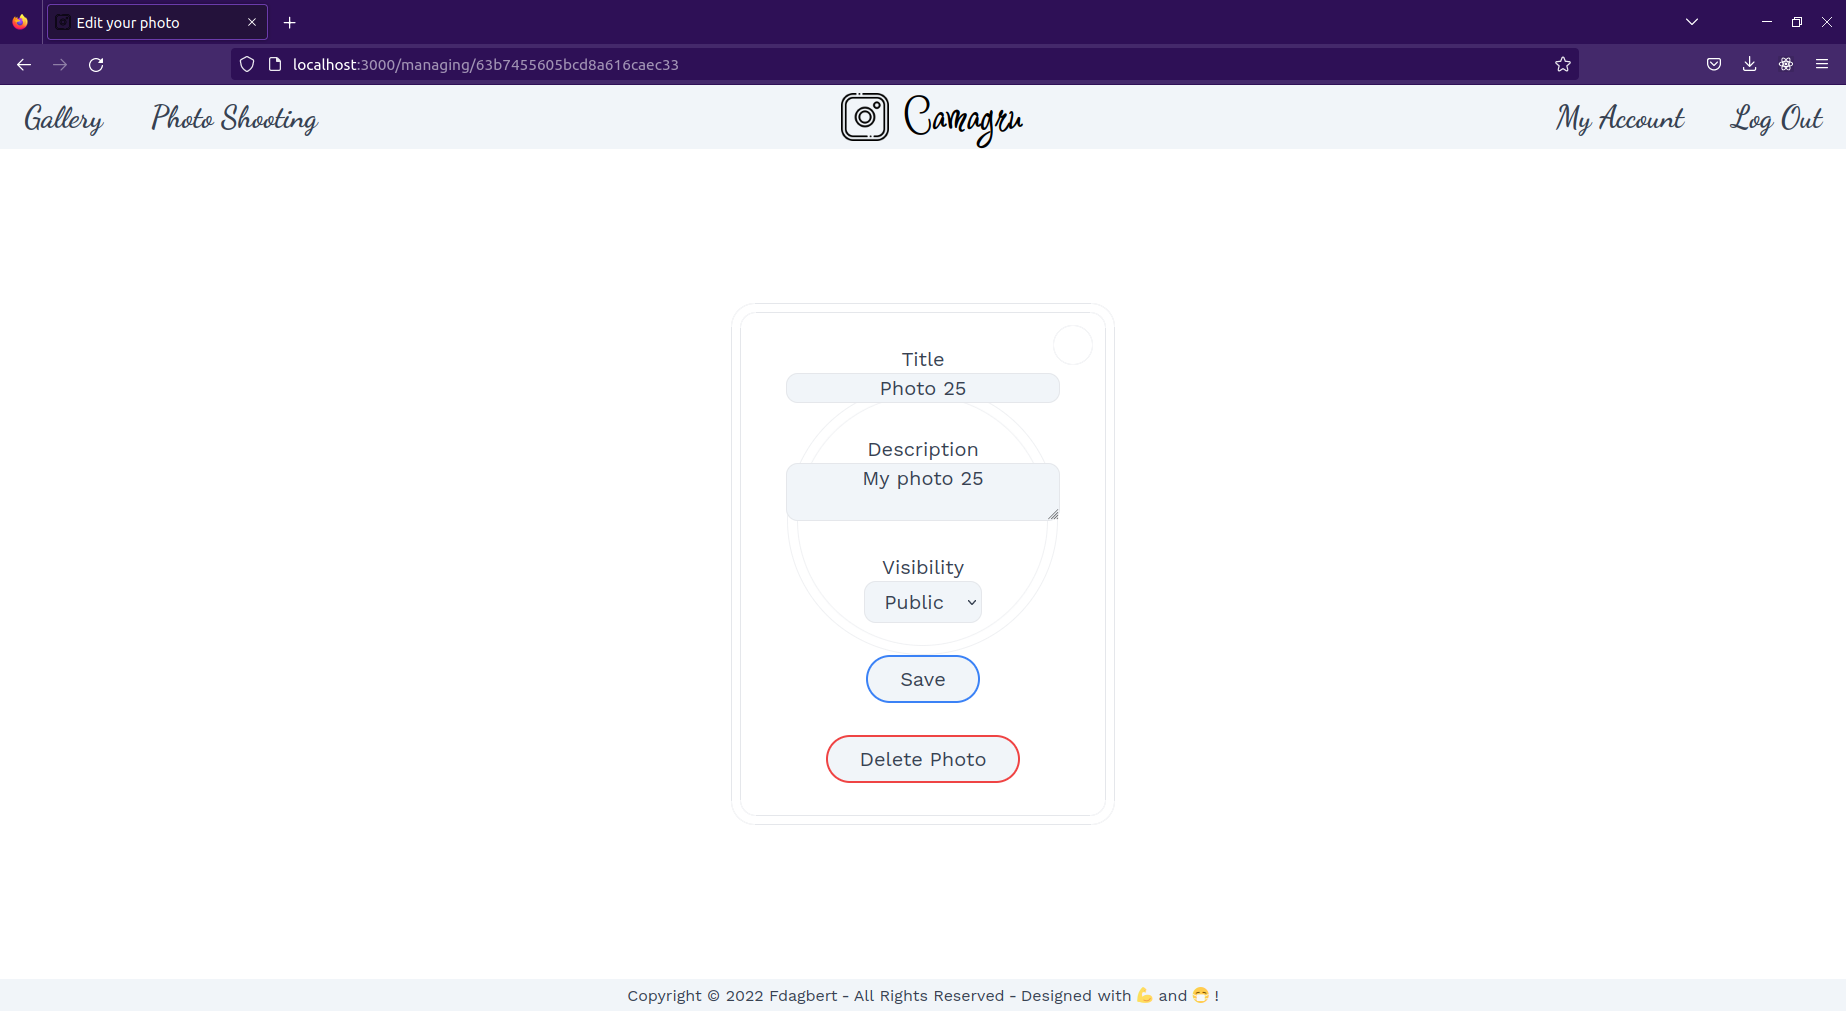 Edit your photo
localhost:3000/managing/63b7455605bcd8a616caec33
Gallery Photo Shooting Camagru My Account Log Out
Title
Photo 25
Description
My photo 25
Visibility
Public
Save
Delete Photo
Copyright © 2022 Fdagbert - All Rights Reserved - Designed with 💪 and 😷 !